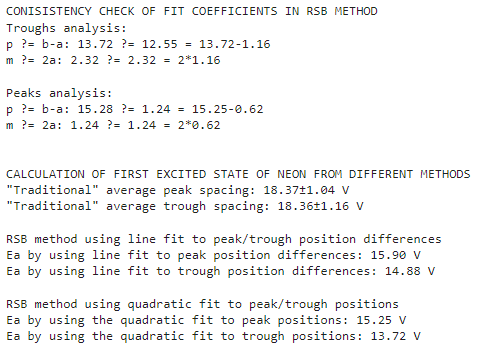 CONISISTENCY CHECK OF FIT COEFFICIENTS IN RSB METHOD
Troughs analysis:
p ?= b-a: 13.72 ?= 12.55 = 13.72-1.16
m ?= 2a: 2.32 ?= 2.32 = 2*1.16
Peaks analysis:
p ?= b-a: 15.28 ?= 1.24 = 15.25-0.62
m ?= 2a: 1.24 ?= 1.24 = 2*0.62
CALCULATION OF FIRST EXCITED STATE OF NEON FROM DIFFERENT METHODS
"Traditional" average peak spacing: 18.37±1.04 V
"Traditional" average trough spacing: 18.36±1.16 V
RSB method using line fit to peak/trough position differences
Ea by using line fit to peak position differences: 15.90 V
Ea by using line fit to trough position differences: 14.88 V
RSB method using quadratic fit to peak/trough positions
Ea by using the quadratic fit to peak positions: 15.25 V
Ea by using the quadratic fit to trough positions: 13.72 V